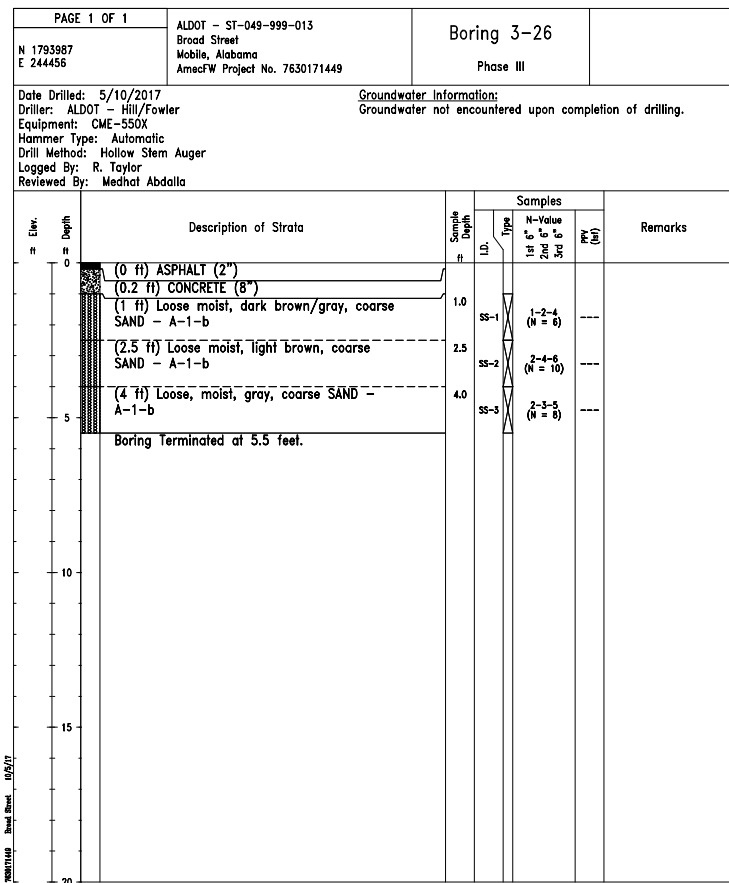 PAGE 1 OF 1
N 1793987
E 244456
ALDOT - ST-049-999-013
Broad Street
Mobile, Alabama
AmecFW Project No. 7630171449
Boring 3-26
Phase III
Date Drilled: 5/10/2017
Driller: ALDOT - Hill/Fowler
Equipment: CME-550X
Hammer Type: Automatic
Drill Method: Hollow Stem Auger
Logged By: R. Taylor
Reviewed By: Medhat Abdalla
Groundwater Information:
Groundwater not encountered upon completion of drilling.
Elev.
ft
Depth
ft
Description of Strata
Sample
Depth
ft
Samples
I.D.
Type
N-Value
1st 6"
2nd 6"
3rd 6"
PPV
(tsf)
Remarks
0
(0 ft) ASPHALT (2")
(0.2 ft) CONCRETE (8")
(1 ft) Loose moist, dark brown/gray, coarse
SAND - A-1-b
1.0
SS-1
1-2-4
(N = 6)
---
(2.5 ft) Loose moist, light brown, coarse
SAND - A-1-b
2.5
SS-2
2-4-6
(N = 10)
---
(4 ft) Loose, moist, gray, coarse SAND -
A-1-b
4.0
SS-3
2-3-5
(N = 8)
---
5
Boring Terminated at 5.5 feet.
10
15
20
7630171449 Broad Street 10/5/17